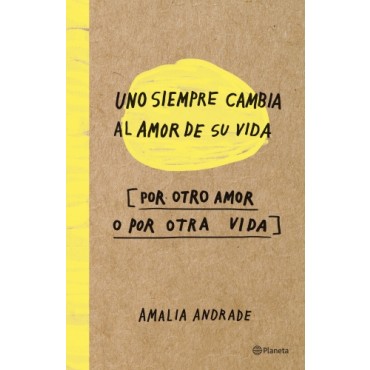 UNO SIEMPRE CAMBIA
AL AMOR DE SU VIDA
[POR OTRO AMOR
O POR OTRA VIDA]
AMALIA ANDRADE
Planeta